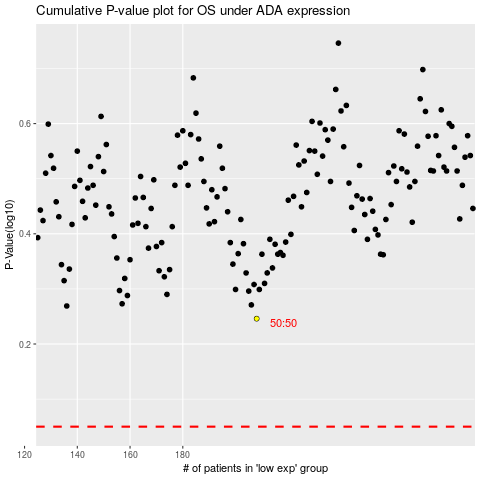 Cumulative P-value plot for OS under ADA expression
P-Value(log10)
0.6
0.4
0.2
50:50
120 140 160 180
# of patients in 'low exp' group